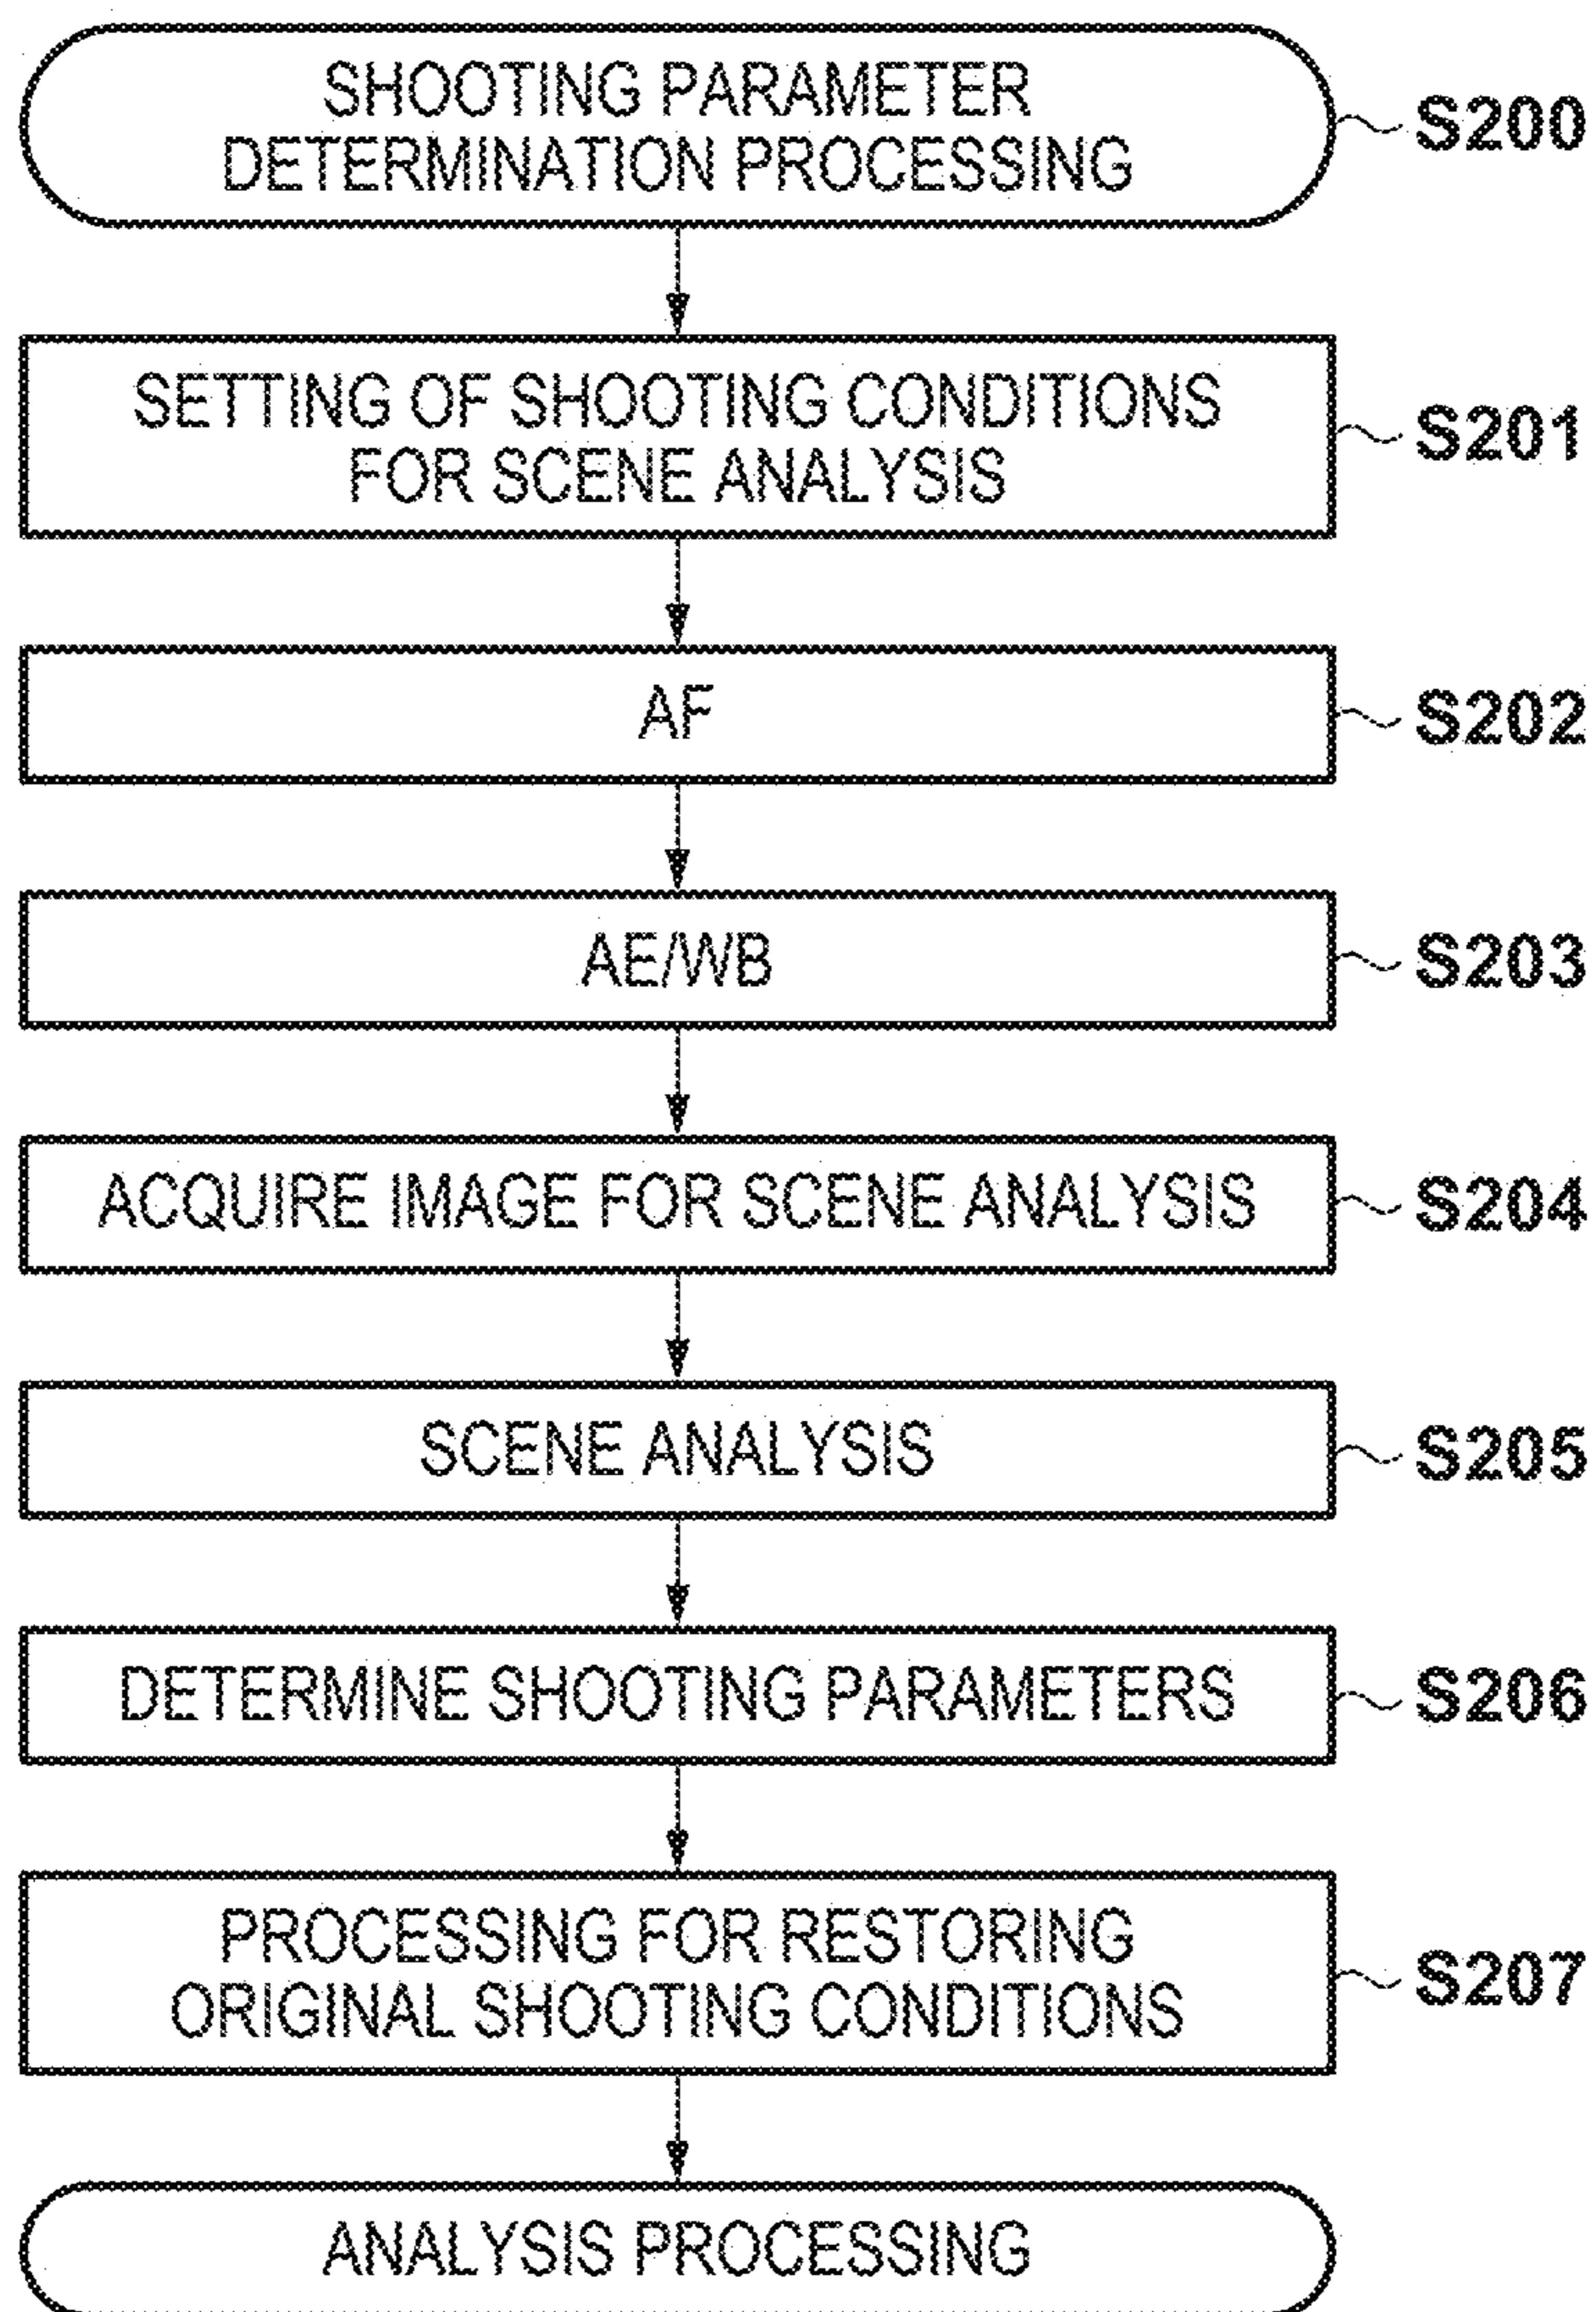 SHOOTING PARAMETER
DETERMINATION PROCESSING
S200
SETTING OF SHOOTING CONDITIONS
FOR SCENE ANALYSIS
S201
AF
S202
AE/WB
S203
ACQUIRE IMAGE FOR SCENE ANALYSIS
S204
SCENE ANALYSIS
S205
DETERMINE SHOOTING PARAMETERS
S206
PROCESSING FOR RESTORING
ORIGINAL SHOOTING CONDITIONS
S207
ANALYSIS PROCESSING